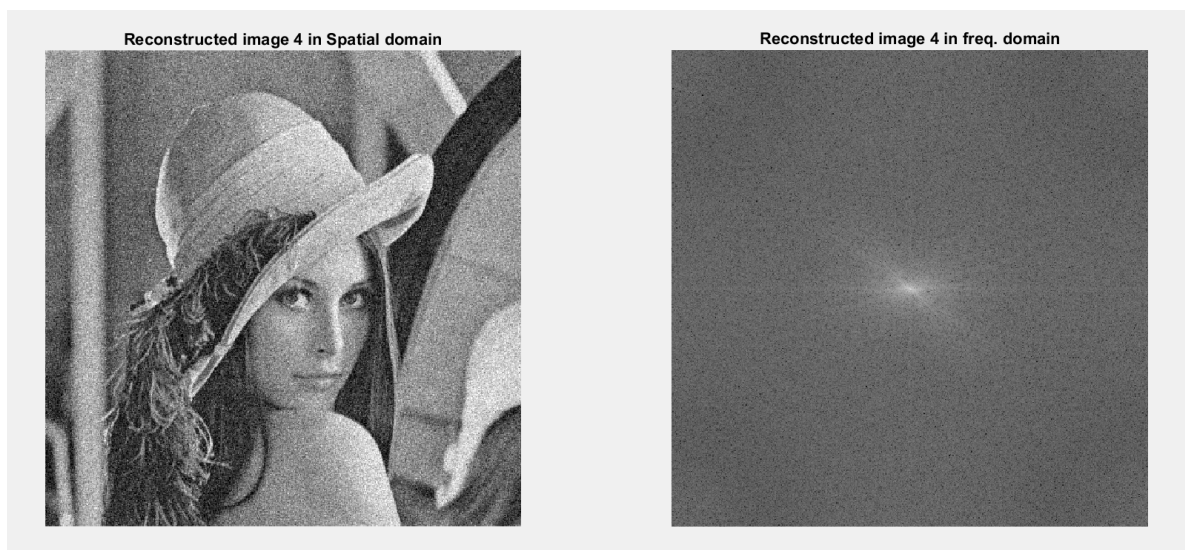 Reconstructed image 4 in Spatial domain
Reconstructed image 4 in freq. domain